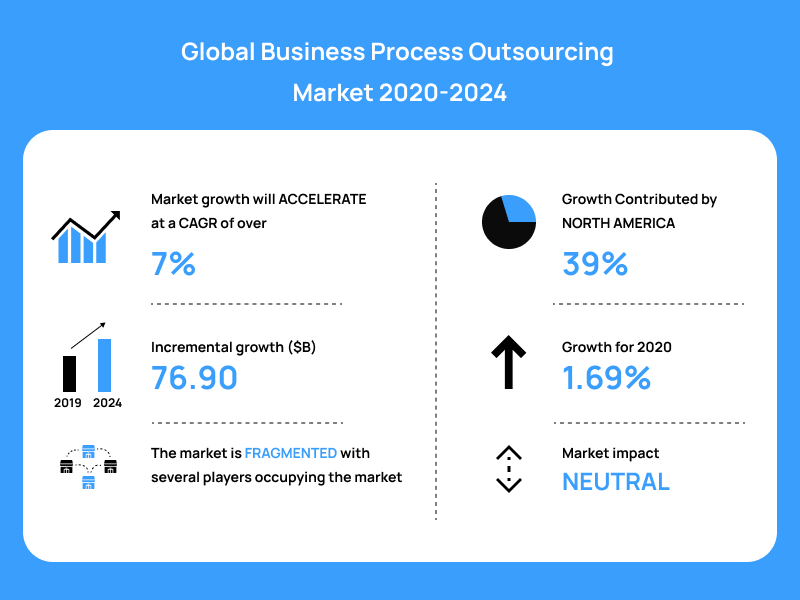 Global Business Process Outsourcing
Market 2020-2024
Market growth will ACCELERATE
at a CAGR of over
7%
Incremental growth ($B)
76.90
2019 2024
The market is FRAGMENTED with
several players occupying the market
Growth Contributed by
NORTH AMERICA
39%
Growth for 2020
1.69%
Market impact
NEUTRAL